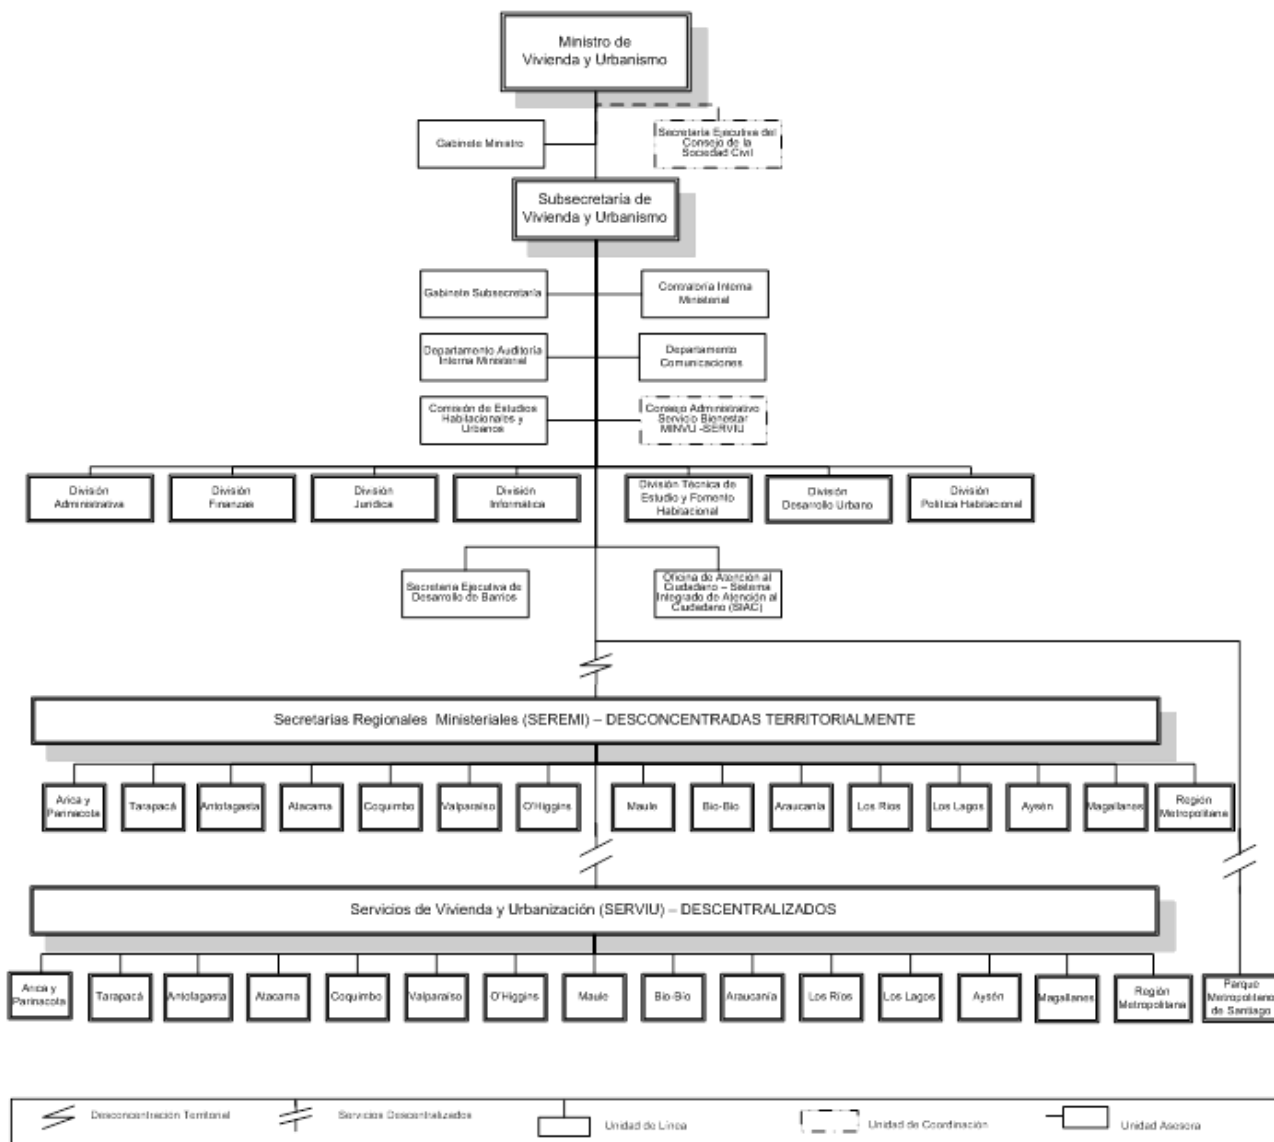 Ministro de
Vivienda y Urbanismo
Gabinete Ministro
Secretaría Ejecutiva del
Consejo de la
Sociedad Civil
Subsecretaría de
Vivienda y Urbanismo
Gabinete Subsecretaría
Contraloría Interna
Ministerial
Departamento Auditoría
Interna Ministerial
Departamento
Comunicaciones
Comisión de Estudios
Habitacionales y
Urbanos
Consejo Administrativo
Servicio Bienestar
MINVU -SERVIU
División
Administrativa
División
Finanzas
División
Jurídica
División
Informática
División Técnica de
Estudio y Fomento
Habitacional
División
Desarrollo Urbano
División
Política Habitacional
Secretaria Ejecutiva de
Desarrollo de Barrios
Oficina de Atención al
Ciudadano – Sistema
Integrado de Atención al
Ciudadano (SIAC)
Secretarias Regionales Ministeriales (SEREMI) – DESCONCENTRADAS TERRITORIALMENTE
Arica y
Parinacota
Tarapacá
Antofagasta
Atacama
Coquimbo
Valparaíso
O'Higgins
Maule
Bío-Bío
Araucanía
Los Ríos
Los Lagos
Aysén
Magallanes
Región
Metropolitana
Servicios de Vivienda y Urbanización (SERVIU) – DESCENTRALIZADOS
Arica y
Parinacota
Tarapacá
Antofagasta
Atacama
Coquimbo
Valparaíso
O'Higgins
Maule
Bío-Bío
Araucanía
Los Ríos
Los Lagos
Aysén
Magallanes
Región
Metropolitana
Parque
Metropolitano
de Santiago
Desconcentración Territorial
Servicios Descentralizados
Unidad de Línea
Unidad de Coordinación
Unidad Asesora